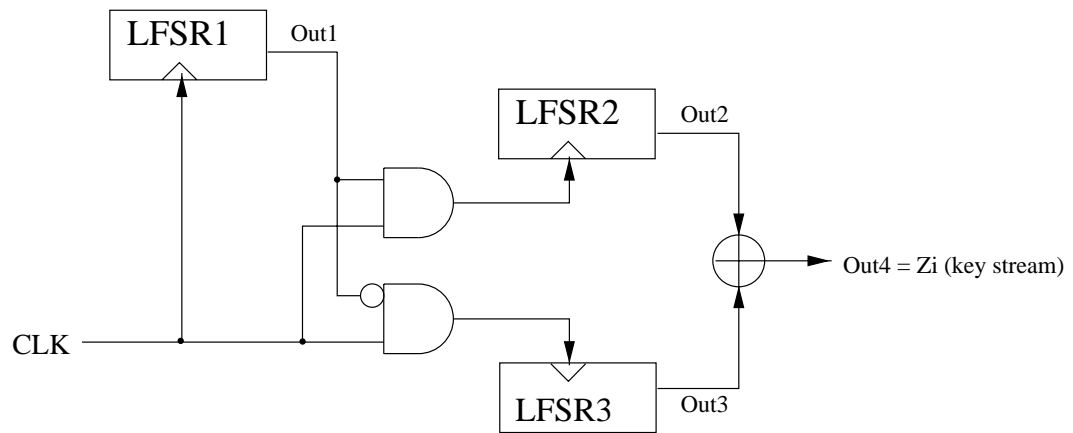 LFSR1
Out1
LFSR2
Out2
Out4 = Zi (key stream)
CLK
LFSR3
Out3